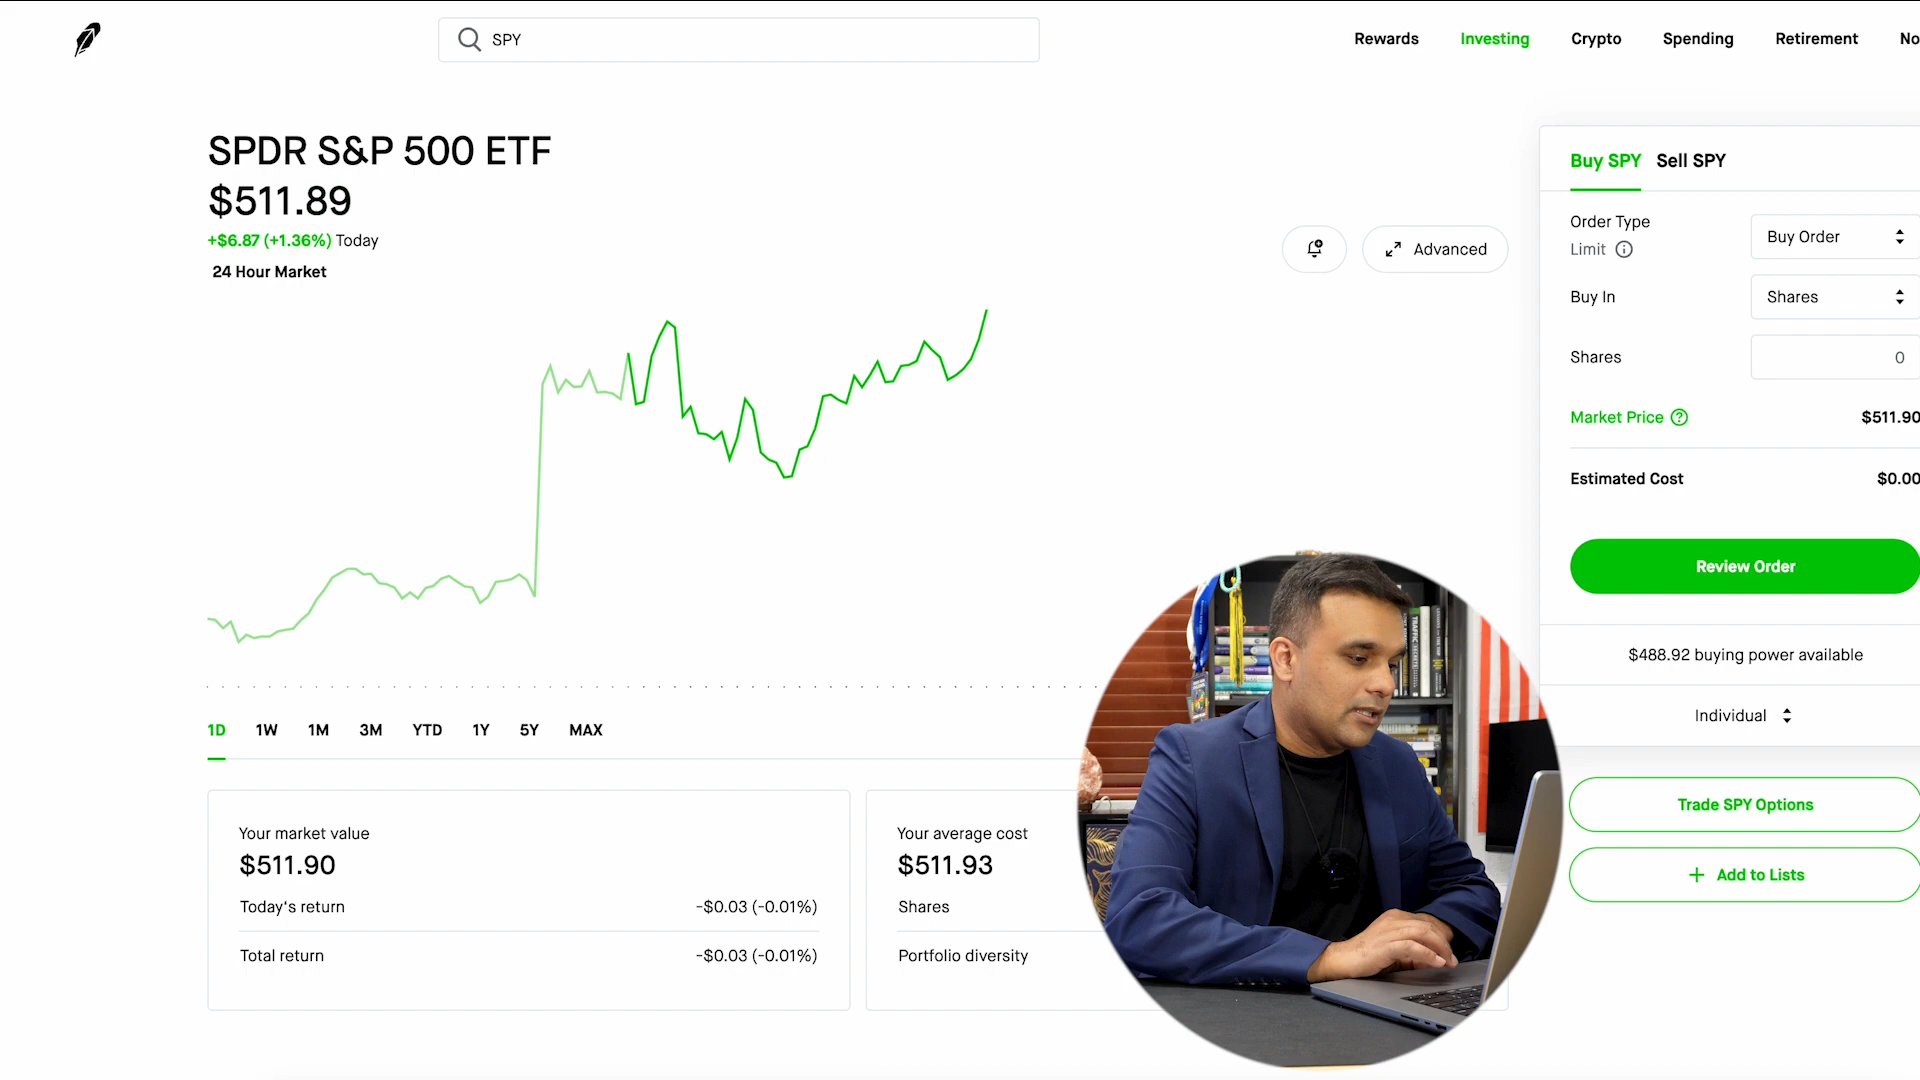 SPY
Rewards
Investing
Crypto
Spending
Retirement
No
SPDR S&P 500 ETF
$511.89
+$6.87 (+1.36%) Today
24 Hour Market
Advanced
1D
1W
1M
3M
YTD
1Y
5Y
MAX
Your market value
$511.90
Today's return
-$0.03 (-0.01%)
Total return
-$0.03 (-0.01%)
Your average cost
$511.93
Shares
Portfolio diversity
Buy SPY
Sell SPY
Order Type
Limit
Buy Order
Buy In
Shares
Shares
0
Market Price
$511.90
Estimated Cost
$0.00
Review Order
$488.92 buying power available
Individual
Trade SPY Options
+ Add to Lists
TRAFFIC SECRETS